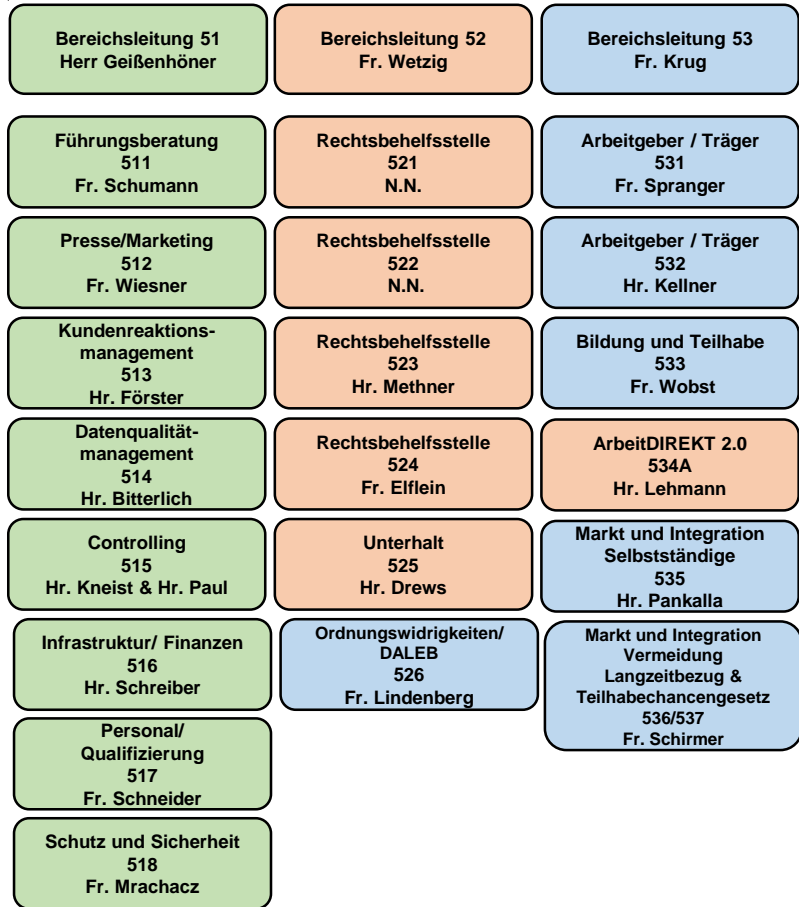 Bereichsleitung 51
Herr Geißenhöner
Bereichsleitung 52
Fr. Wetzig
Bereichsleitung 53
Fr. Krug
Führungsberatung
511
Fr. Schumann
Rechtsbehelfsstelle
521
N.N.
Arbeitgeber / Träger
531
Fr. Spranger
Presse/Marketing
512
Fr. Wiesner
Rechtsbehelfsstelle
522
N.N.
Arbeitgeber / Träger
532
Hr. Kellner
Kundenreaktions-
management
513
Hr. Förster
Rechtsbehelfsstelle
523
Hr. Methner
Bildung und Teilhabe
533
Fr. Wobst
Datenqualität-
management
514
Hr. Bitterlich
Rechtsbehelfsstelle
524
Fr. Elflein
ArbeitDIREKT 2.0
534A
Hr. Lehmann
Controlling
515
Hr. Kneist & Hr. Paul
Unterhalt
525
Hr. Drews
Markt und Integration
Selbstständige
535
Hr. Pankalla
Infrastruktur/ Finanzen
516
Hr. Schreiber
Ordnungswidrigkeiten/
DALEB
526
Fr. Lindenberg
Markt und Integration
Vermeidung
Langzeitbezug &
Teilhabechancengesetz
536/537
Fr. Schirmer
Personal/
Qualifizierung
517
Fr. Schneider
Schutz und Sicherheit
518
Fr. Mrachacz